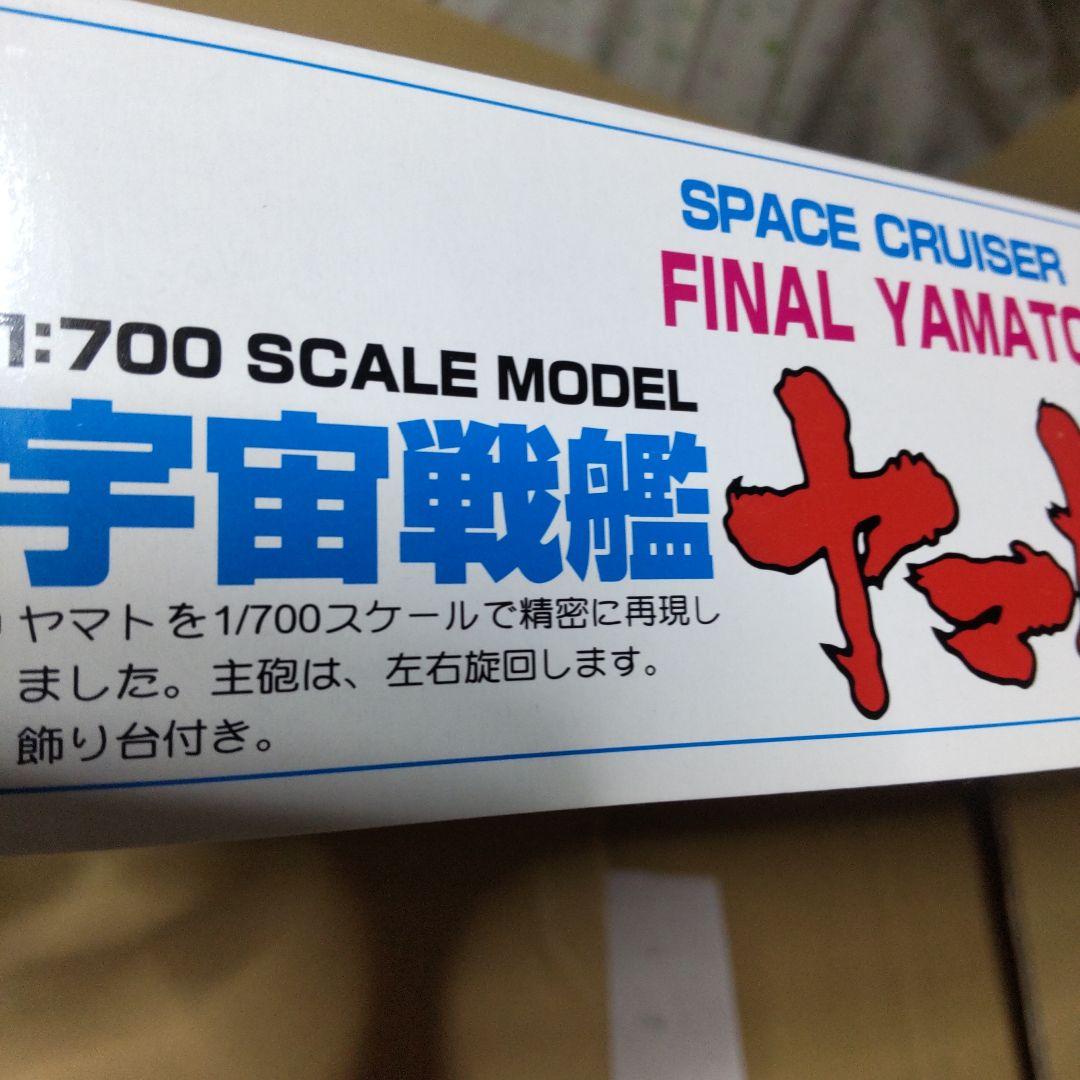 SPACE CRUISER
FINAL YAMATO
1:700 SCALE MODEL
宇宙戦艦
ヤマ
ヤマトを1/700スケールで精密に再現し
ました。主砲は、左右旋回します。
飾り台付き。